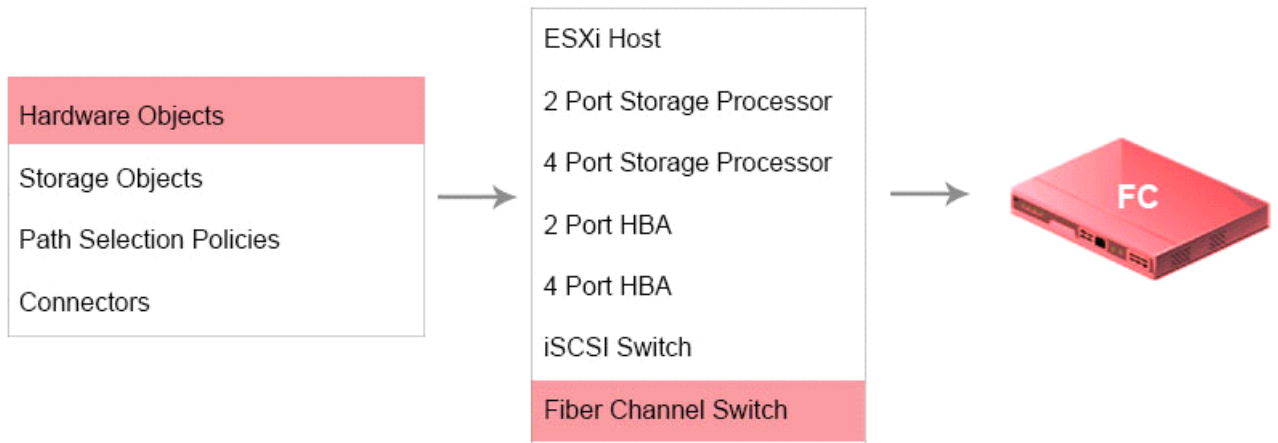 Hardware Objects
Storage Objects
Path Selection Policies
Connectors
ESXi Host
2 Port Storage Processor
4 Port Storage Processor
2 Port HBA
4 Port HBA
iSCSI Switch
Fiber Channel Switch
FC